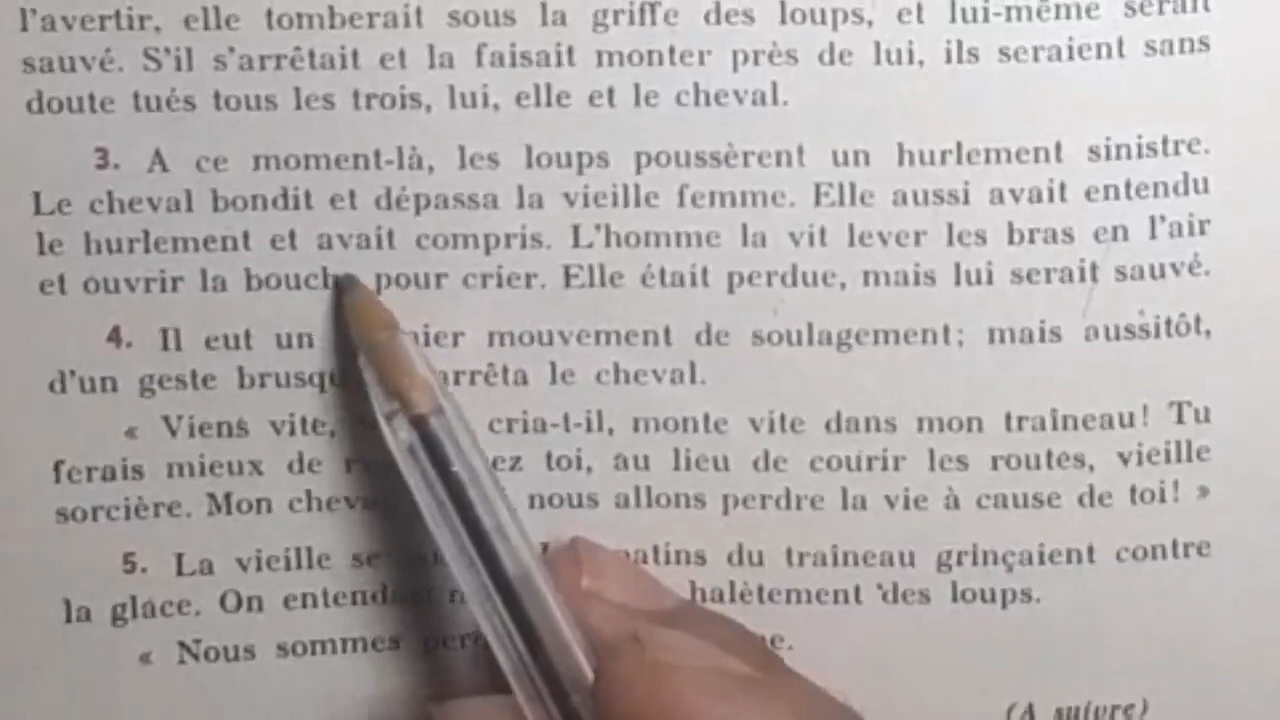 l'avertir, elle tomberait sous la griffe des loups, et lui-même serait
sauvé. S'il s'arrêtait et la faisait monter près de lui, ils seraient sans
doute tués tous les trois, lui, elle et le cheval.
3. A ce moment-là, les loups poussèrent un hurlement sinistre.
Le cheval bondit et dépassa la vieille femme. Elle aussi avait entendu
le hurlement et avait compris. L'homme la vit lever les bras en l'air
et ouvrir la bouche pour crier. Elle était perdue, mais lui serait sauvé.
4. Il eut un mouvement de soulagement; mais aussitôt,
d'un geste arrêta le cheval.
« Viens vite, cria-t-il, monte vite dans mon traîneau! Tu
ferais mieux de toi, au lieu de courir les routes, vieille
sorcière. Mon nous allons perdre la vie à cause de toi! »
5. La vieille patins du traîneau grinçaient contre
la glace. On halètement des loups.
« Nous sommes
(A suivre)